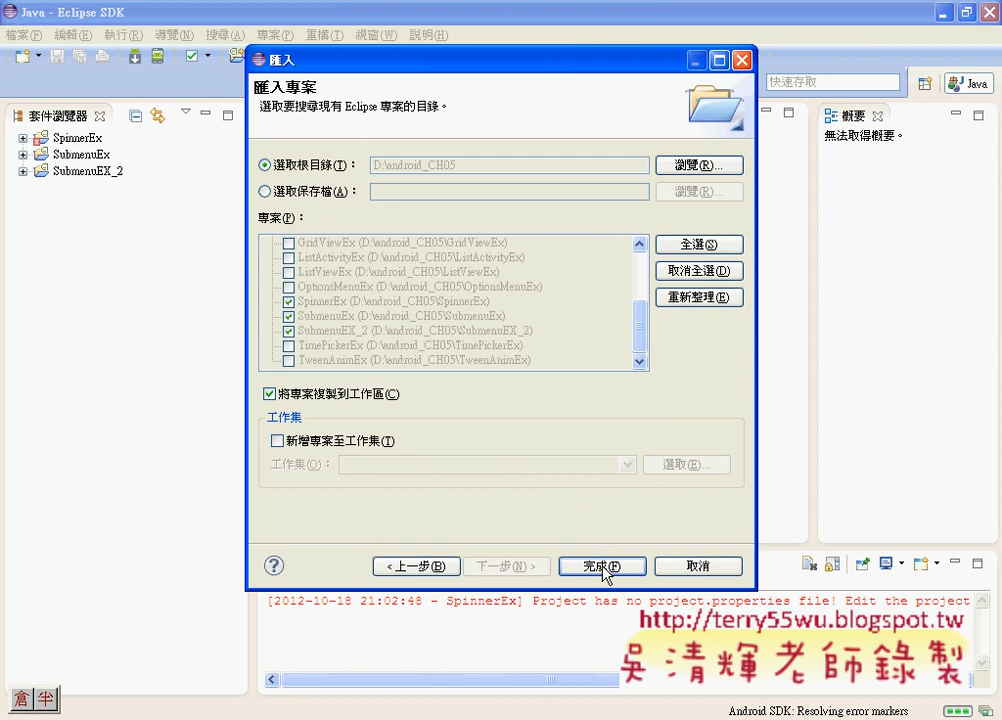 Java - Eclipse SDK
檔案(F) 編輯(E) 執行(R) 導覽(N) 搜尋(A) 專案(P) 重構(T) 視窗(W) 說明(H)
快速存取
Java
套件瀏覽器
SpinnerEx
SubmenuEx
SubmenuEX_2
概要
無法取得概要。
匯入
匯入專案
選取要搜尋現有 Eclipse 專案的目錄。
選取根目錄(T)： D:\android_CH05 瀏覽(R)...
選取保存檔(A)： 瀏覽(R)...
專案(P)：
GridViewEx (D:\android_CH05\GridViewEx)
ListActivityEx (D:\android_CH05\ListActivityEx)
ListViewEx (D:\android_CH05\ListViewEx)
OptionsMenuEx (D:\android_CH05\OptionsMenuEx)
SpinnerEx (D:\android_CH05\SpinnerEx)
SubmenuEx (D:\android_CH05\SubmenuEx)
SubmenuEX_2 (D:\android_CH05\SubmenuEX_2)
TimePickerEx (D:\android_CH05\TimePickerEx)
TweenAnimEx (D:\android_CH05\TweenAnimEx)
全選(S)
取消全選(D)
重新整理(E)
將專案複製到工作區(C)
工作集
新增專案至工作集(T)
工作集(O)： 選取(E)...
< 上一步(B) 下一步(N) > 完成(F) 取消
[2012-10-18 21:02:48 - SpinnerEx] Project has no project.properties file! Edit the project
http://terry55wu.blogspot.tw
吳清輝老師錄製
倉 半
Android SDK: Resolving error markers